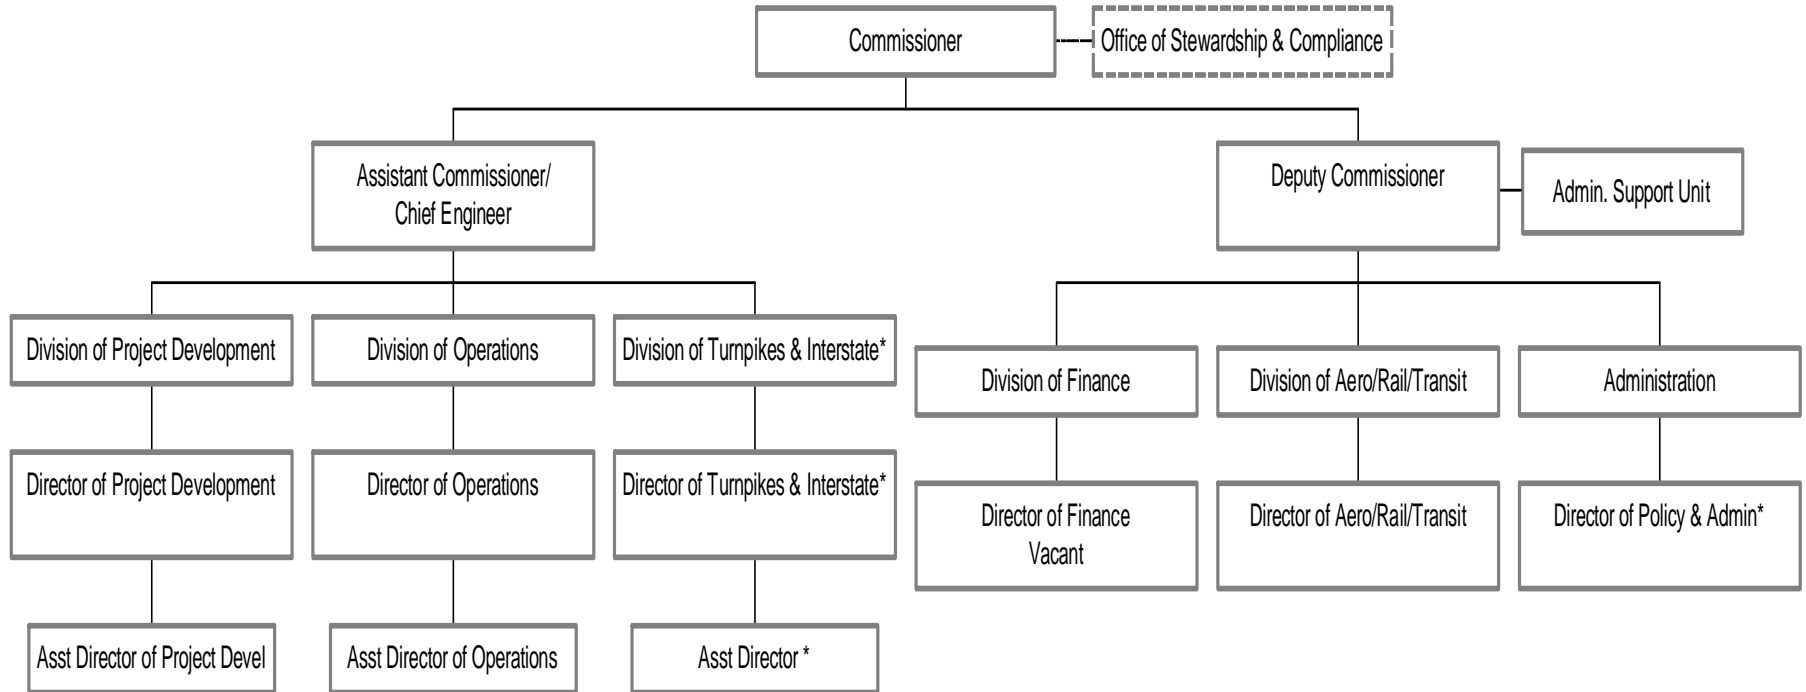 Commissioner
Office of Stewardship & Compliance
Assistant Commissioner/
Chief Engineer
Deputy Commissioner
Admin. Support Unit
Division of Project Development
Division of Operations
Division of Turnpikes & Interstate*
Division of Finance
Division of Aero/Rail/Transit
Administration
Director of Project Development
Director of Operations
Director of Turnpikes & Interstate*
Director of Finance
Vacant
Director of Aero/Rail/Transit
Director of Policy & Admin*
Asst Director of Project Devel
Asst Director of Operations
Asst Director *